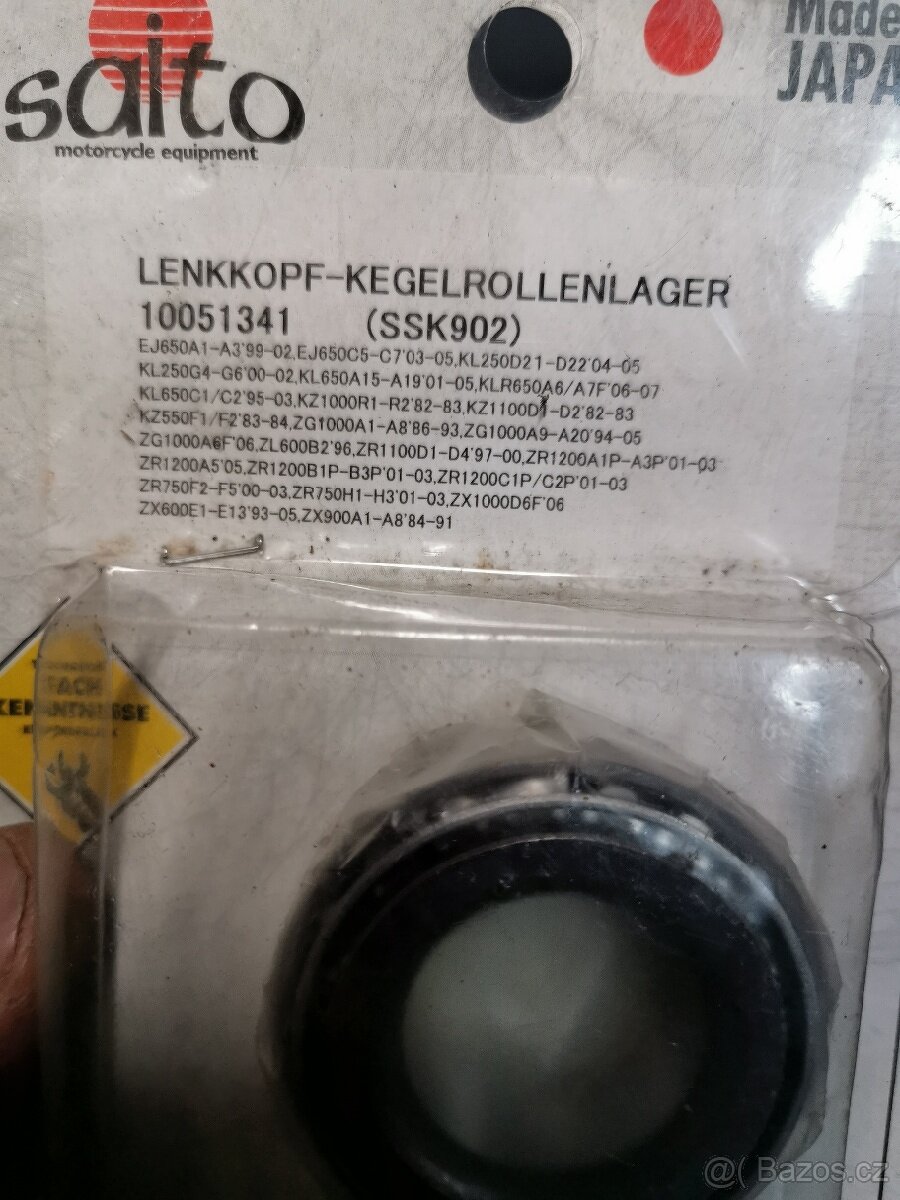 saito
motorcycle equipment
Made
JAPA
LENKKOPF-KEGELROLLENLAGER
10051341 (SSK902)
EJ650A1-A3'99-02,EJ650C5-C7'03-05,KL250D21-D22'04-05
KL250G4-G6'00-02,KL650A15-A19'01-05,KLR650A6/A7F'06-07
KL650C1/C2'95-03,KZ1000R1-R2'82-83,KZ1100D1-D2'82-83
KZ550F1/F2'83-84,ZG1000A1-A8'86-93,ZG1000A9-A20'94-05
ZG1000A6F'06,ZL600B2'96,ZR1100D1-D4'97-00,ZR1200A1P-A3P'01-03
ZR1200A5'05,ZR1200B1P-B3P'01-03,ZR1200C1P/C2P'01-03
ZR750F2-F5'00-03,ZR750H1-H3'01-03,ZX1000D6F'06
ZX600E1-E13'93-05,ZX900A1-A8'84-91
FACH
KENNTNISSE
@( Bazos.cz